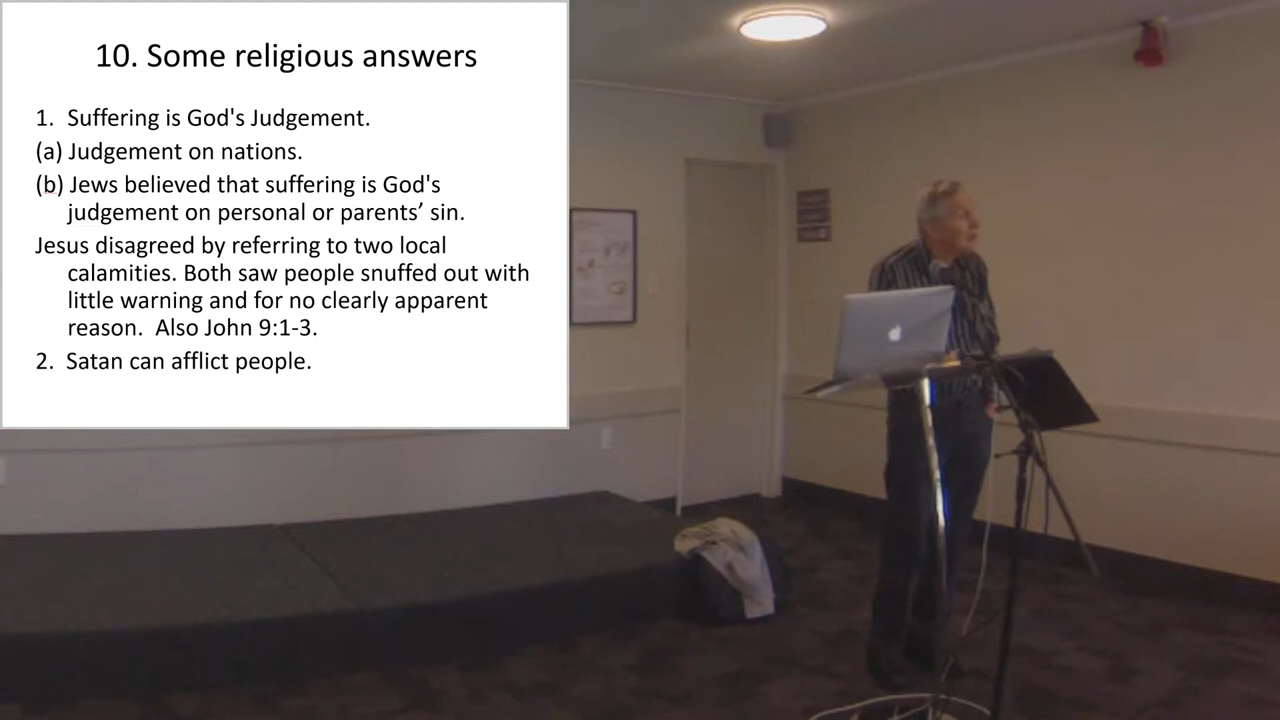 10. Some religious answers
1. Suffering is God's Judgement.
(a) Judgement on nations.
(b) Jews believed that suffering is God's
judgement on personal or parents’ sin.
Jesus disagreed by referring to two local
calamities. Both saw people snuffed out with
little warning and for no clearly apparent
reason. Also John 9:1-3.
2. Satan can afflict people.